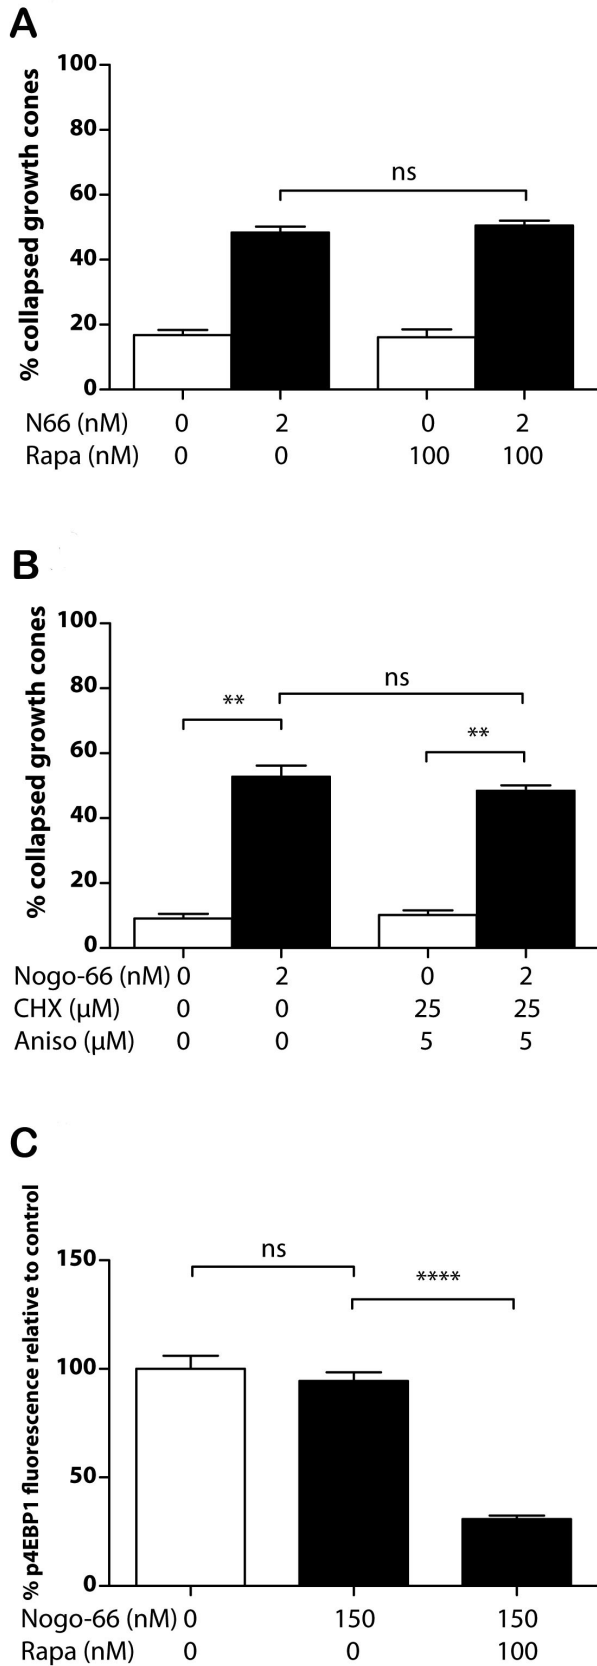 A
% collapsed growth cones
100
80
60
40
20
0
ns
N66 (nM) 0 2 0 2
Rapa (nM) 0 0 100 100
B
% collapsed growth cones
100
80
60
40
20
0
ns
** **
Nogo-66 (nM) 0 2 0 2
CHX (μM) 0 0 25 25
Aniso (μM) 0 0 5 5
C
% p4EBP1 fluorescence relative to control
150
100
50
0
ns
****
Nogo-66 (nM) 0 150 150
Rapa (nM) 0 0 100